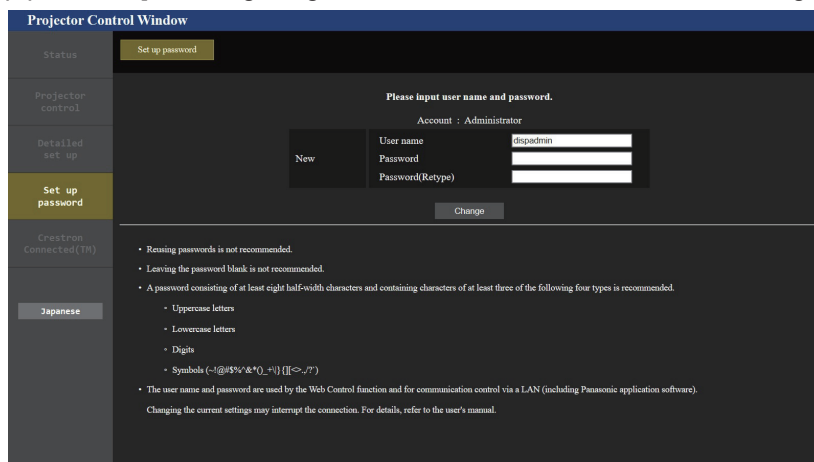 Projector Control Window
Status
Set up password
Projector
control
Detailed
set up
Set up
password
Crestron
Connected(TM)
Japanese
Please input user name and password.
Account : Administrator
New
User name
dispadmin
Password
Password(Retype)
Change
• Reusing passwords is not recommended.
• Leaving the password blank is not recommended.
• A password consisting of at least eight half-width characters and containing characters of at least three of the following four types is recommended.
◦ Uppercase letters
◦ Lowercase letters
◦ Digits
◦ Symbols (~!@#$%^&*()_+\|}{][<>.,/?`)
• The user name and password are used by the Web Control function and for communication control via a LAN (including Panasonic application software).
Changing the current settings may interrupt the connection. For details, refer to the user's manual.